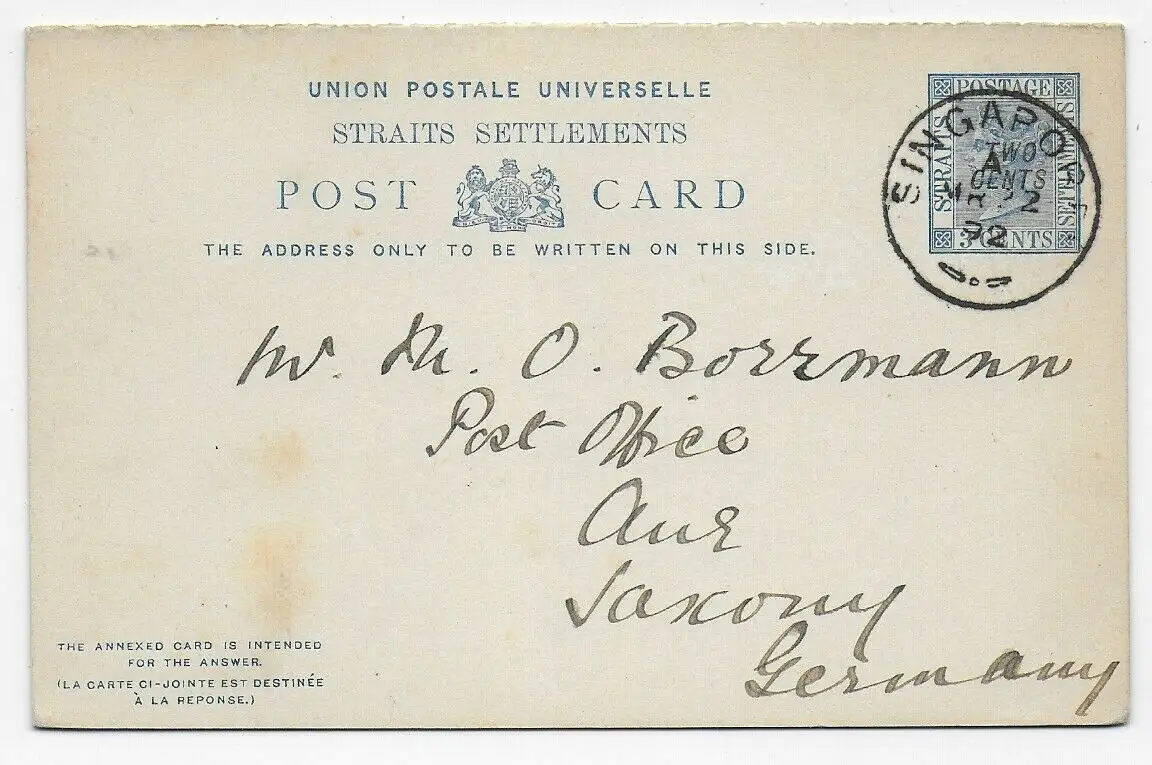 UNION POSTALE UNIVERSELLE
STRAITS SETTLEMENTS
POST CARD
THE ADDRESS ONLY TO BE WRITTEN ON THIS SIDE.
POSTAGE
STRAITS
SETTLEMENTS
3 CENTS
TWO
CENTS
SINGAPORE
A
92
Mr. M. O. Borrmann
Post Office
Aue
Saxony
Germany
THE ANNEXED CARD IS INTENDED
FOR THE ANSWER.
(LA CARTE CI-JOINTE EST DESTINÉE
À LA REPONSE.)